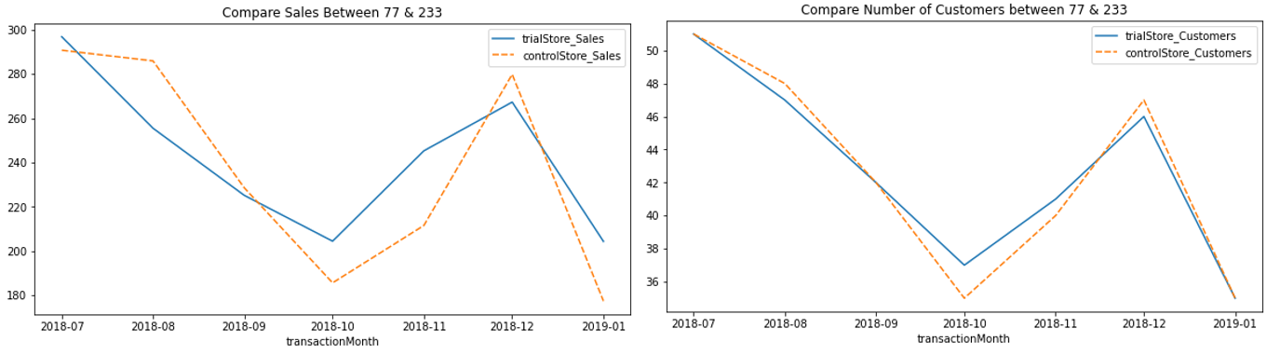 Compare Sales Between 77 & 233
300
280
260
240
220
200
180
trialStore_Sales
controlStore_Sales
2018-07 2018-08 2018-09 2018-10 2018-11 2018-12 2019-01
transactionMonth
Compare Number of Customers between 77 & 233
50
48
46
44
42
40
38
36
trialStore_Customers
controlStore_Customers
2018-07 2018-08 2018-09 2018-10 2018-11 2018-12 2019-01
transactionMonth